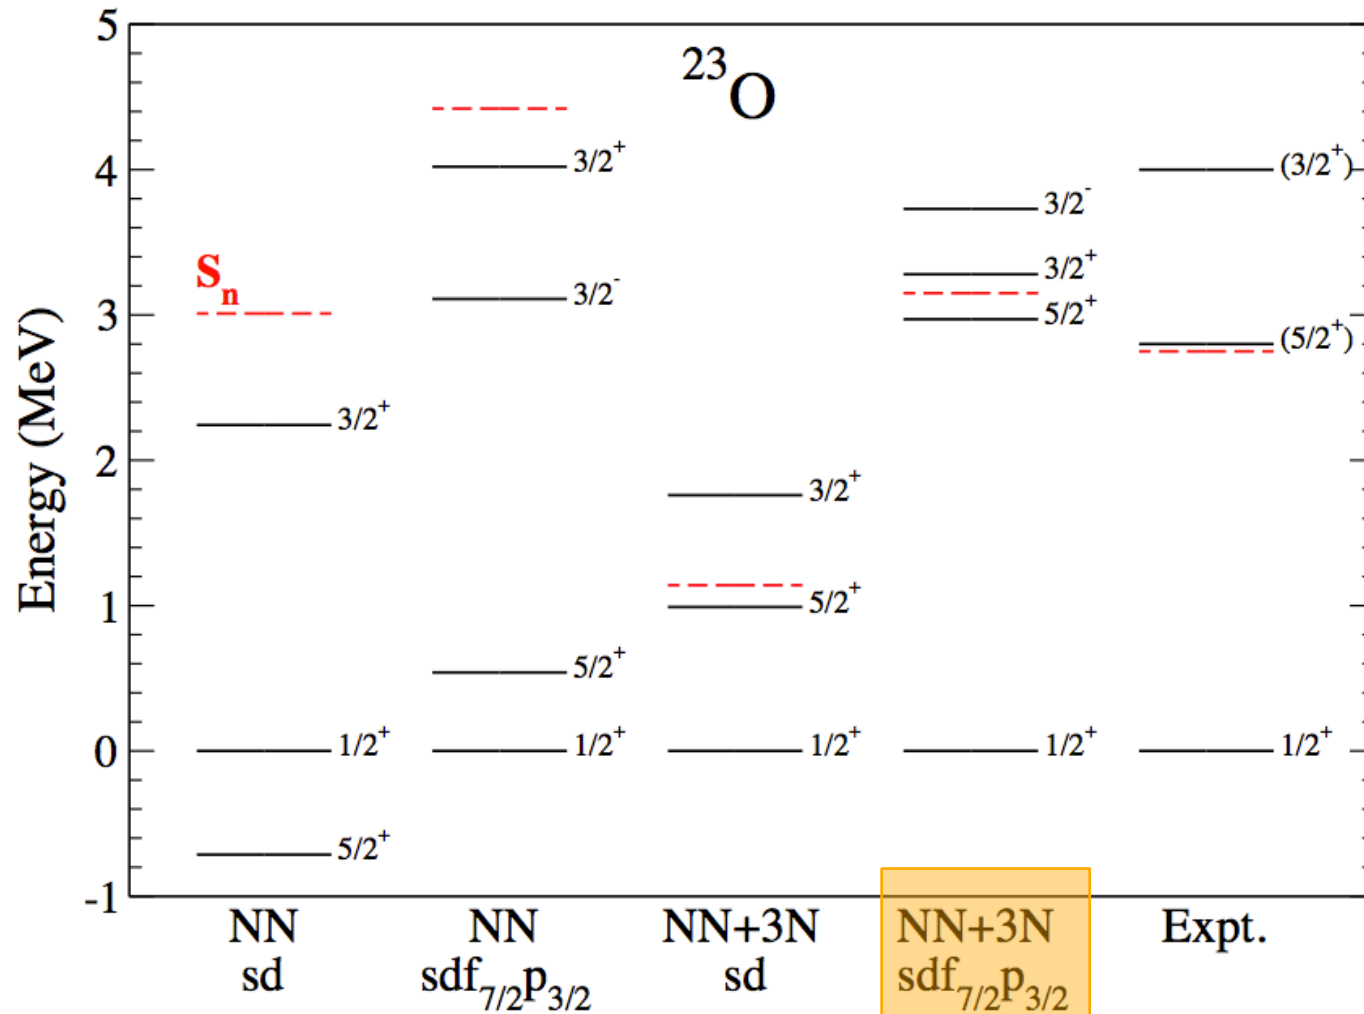 ²³O
Energy (MeV)
5
4
3
2
1
0
-1
Sₙ
3/2⁺
1/2⁺
5/2⁺
3/2⁺
3/2⁻
5/2⁺
1/2⁺
3/2⁺
5/2⁺
1/2⁺
3/2⁻
3/2⁺
5/2⁺
1/2⁺
(3/2⁺)
(5/2⁺)
1/2⁺
NN
sd
NN
sdf₇/₂p₃/₂
NN+3N
sd
NN+3N
sdf₇/₂p₃/₂
Expt.